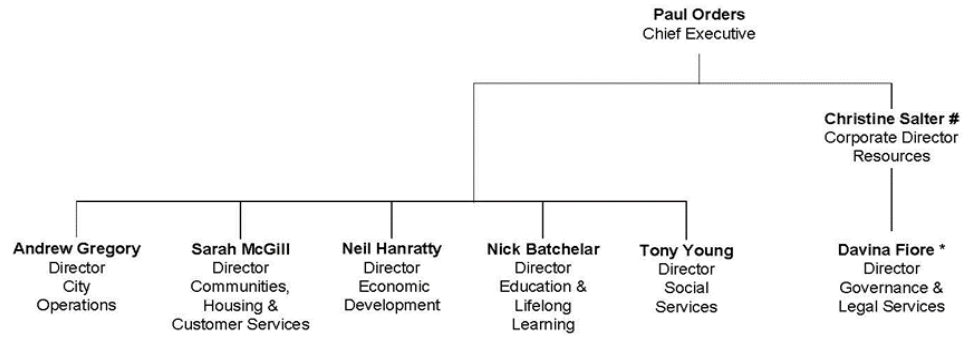 Paul Orders
Chief Executive
Christine Salter #
Corporate Director
Resources
Andrew Gregory
Director
City
Operations
Sarah McGill
Director
Communities,
Housing &
Customer Services
Neil Hanratty
Director
Economic
Development
Nick Batchelar
Director
Education &
Lifelong
Learning
Tony Young
Director
Social
Services
Davina Fiore *
Director
Governance &
Legal Services